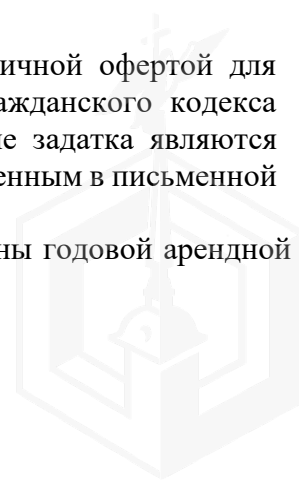 ичной офертой для
ажданского кодекса
е задатка являются
енным в письменной
ны годовой арендной